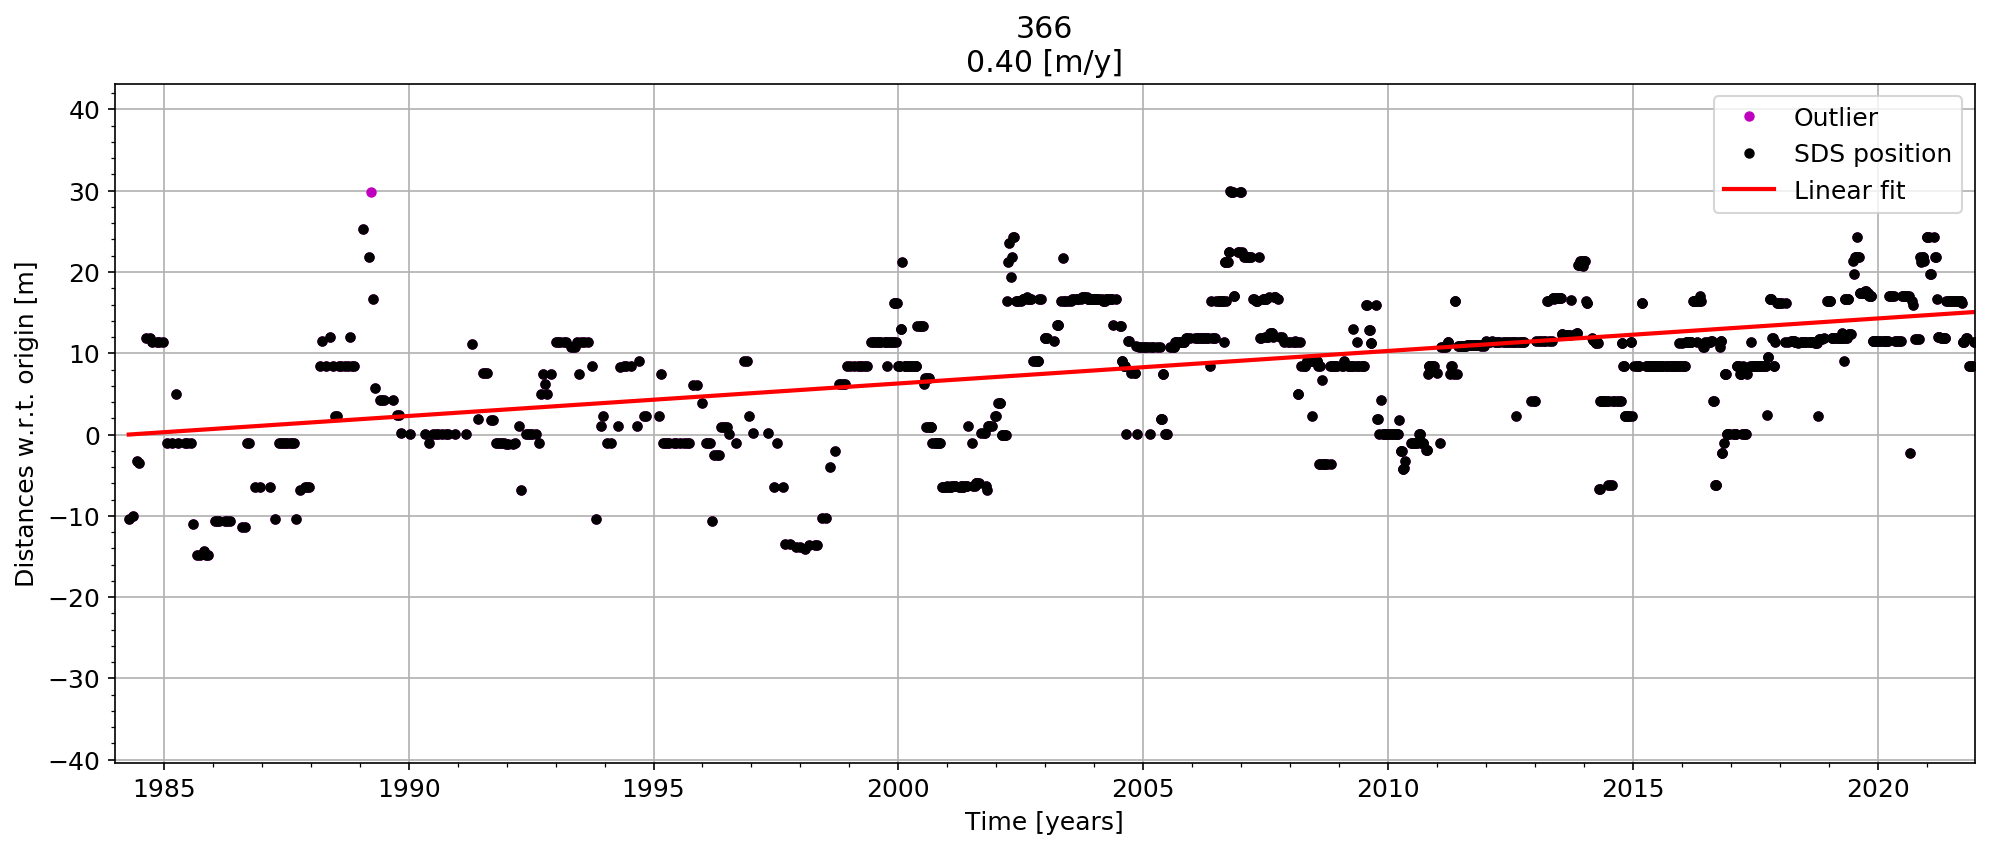 366
0.40 [m/y]
Distances w.r.t. origin [m]
40
30
20
10
0
−10
−20
−30
−40
Outlier
SDS position
Linear fit
1985 1990 1995 2000 2005 2010 2015 2020
Time [years]